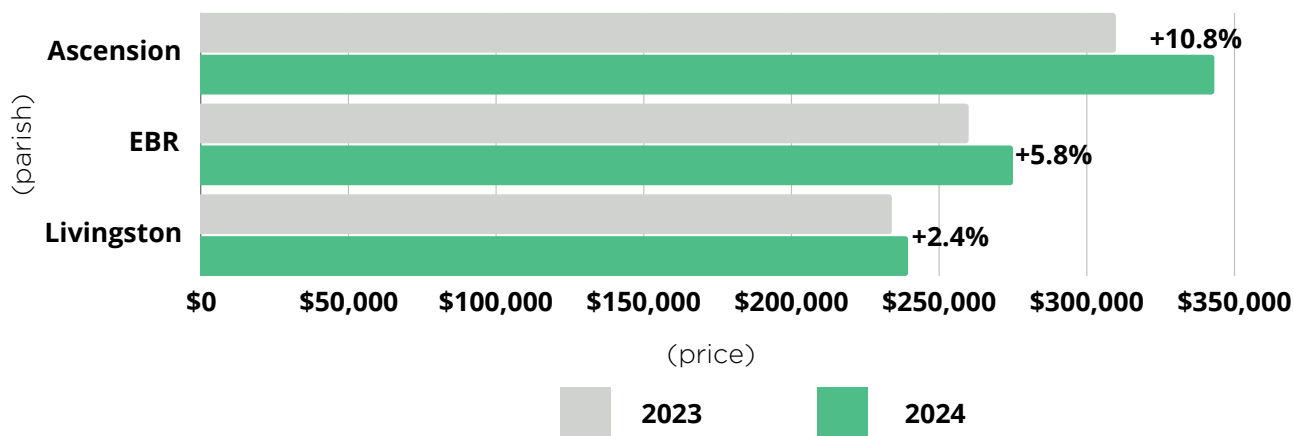 Ascension
+10.8%
(parish)
EBR
+5.8%
Livingston
+2.4%
$0 $50,000 $100,000 $150,000 $200,000 $250,000 $300,000 $350,000
(price)
2023 2024